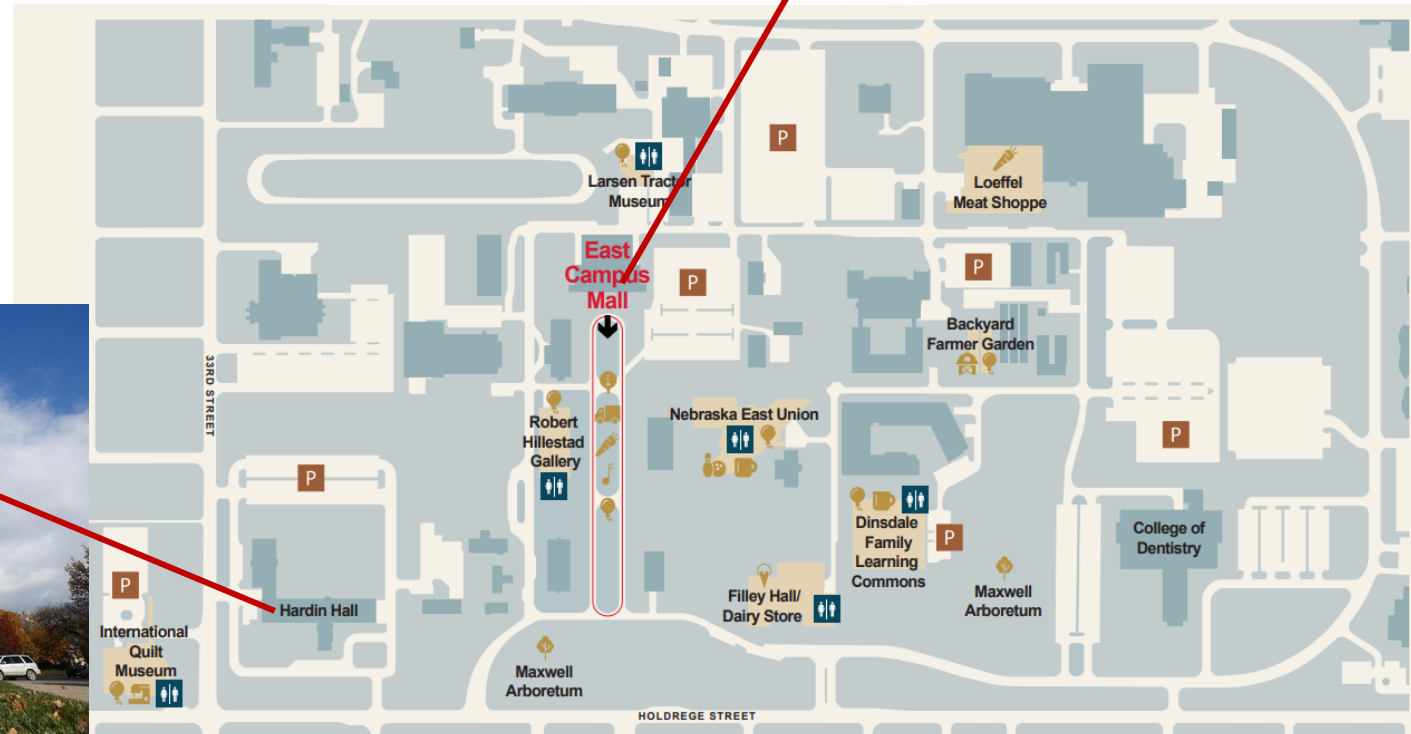 P
Larsen Tractor
Museum
Loeffel
Meat Shoppe
East
Campus
Mall
P
P
Backyard
Farmer Garden
33RD STREET
Robert
Hillestad
Gallery
Nebraska East Union
P
P
Dinsdale
Family
Learning
Commons
P
College of
Dentistry
P
Hardin Hall
Filley Hall/
Dairy Store
Maxwell
Arboretum
International
Quilt
Museum
Maxwell
Arboretum
HOLDREGE STREET